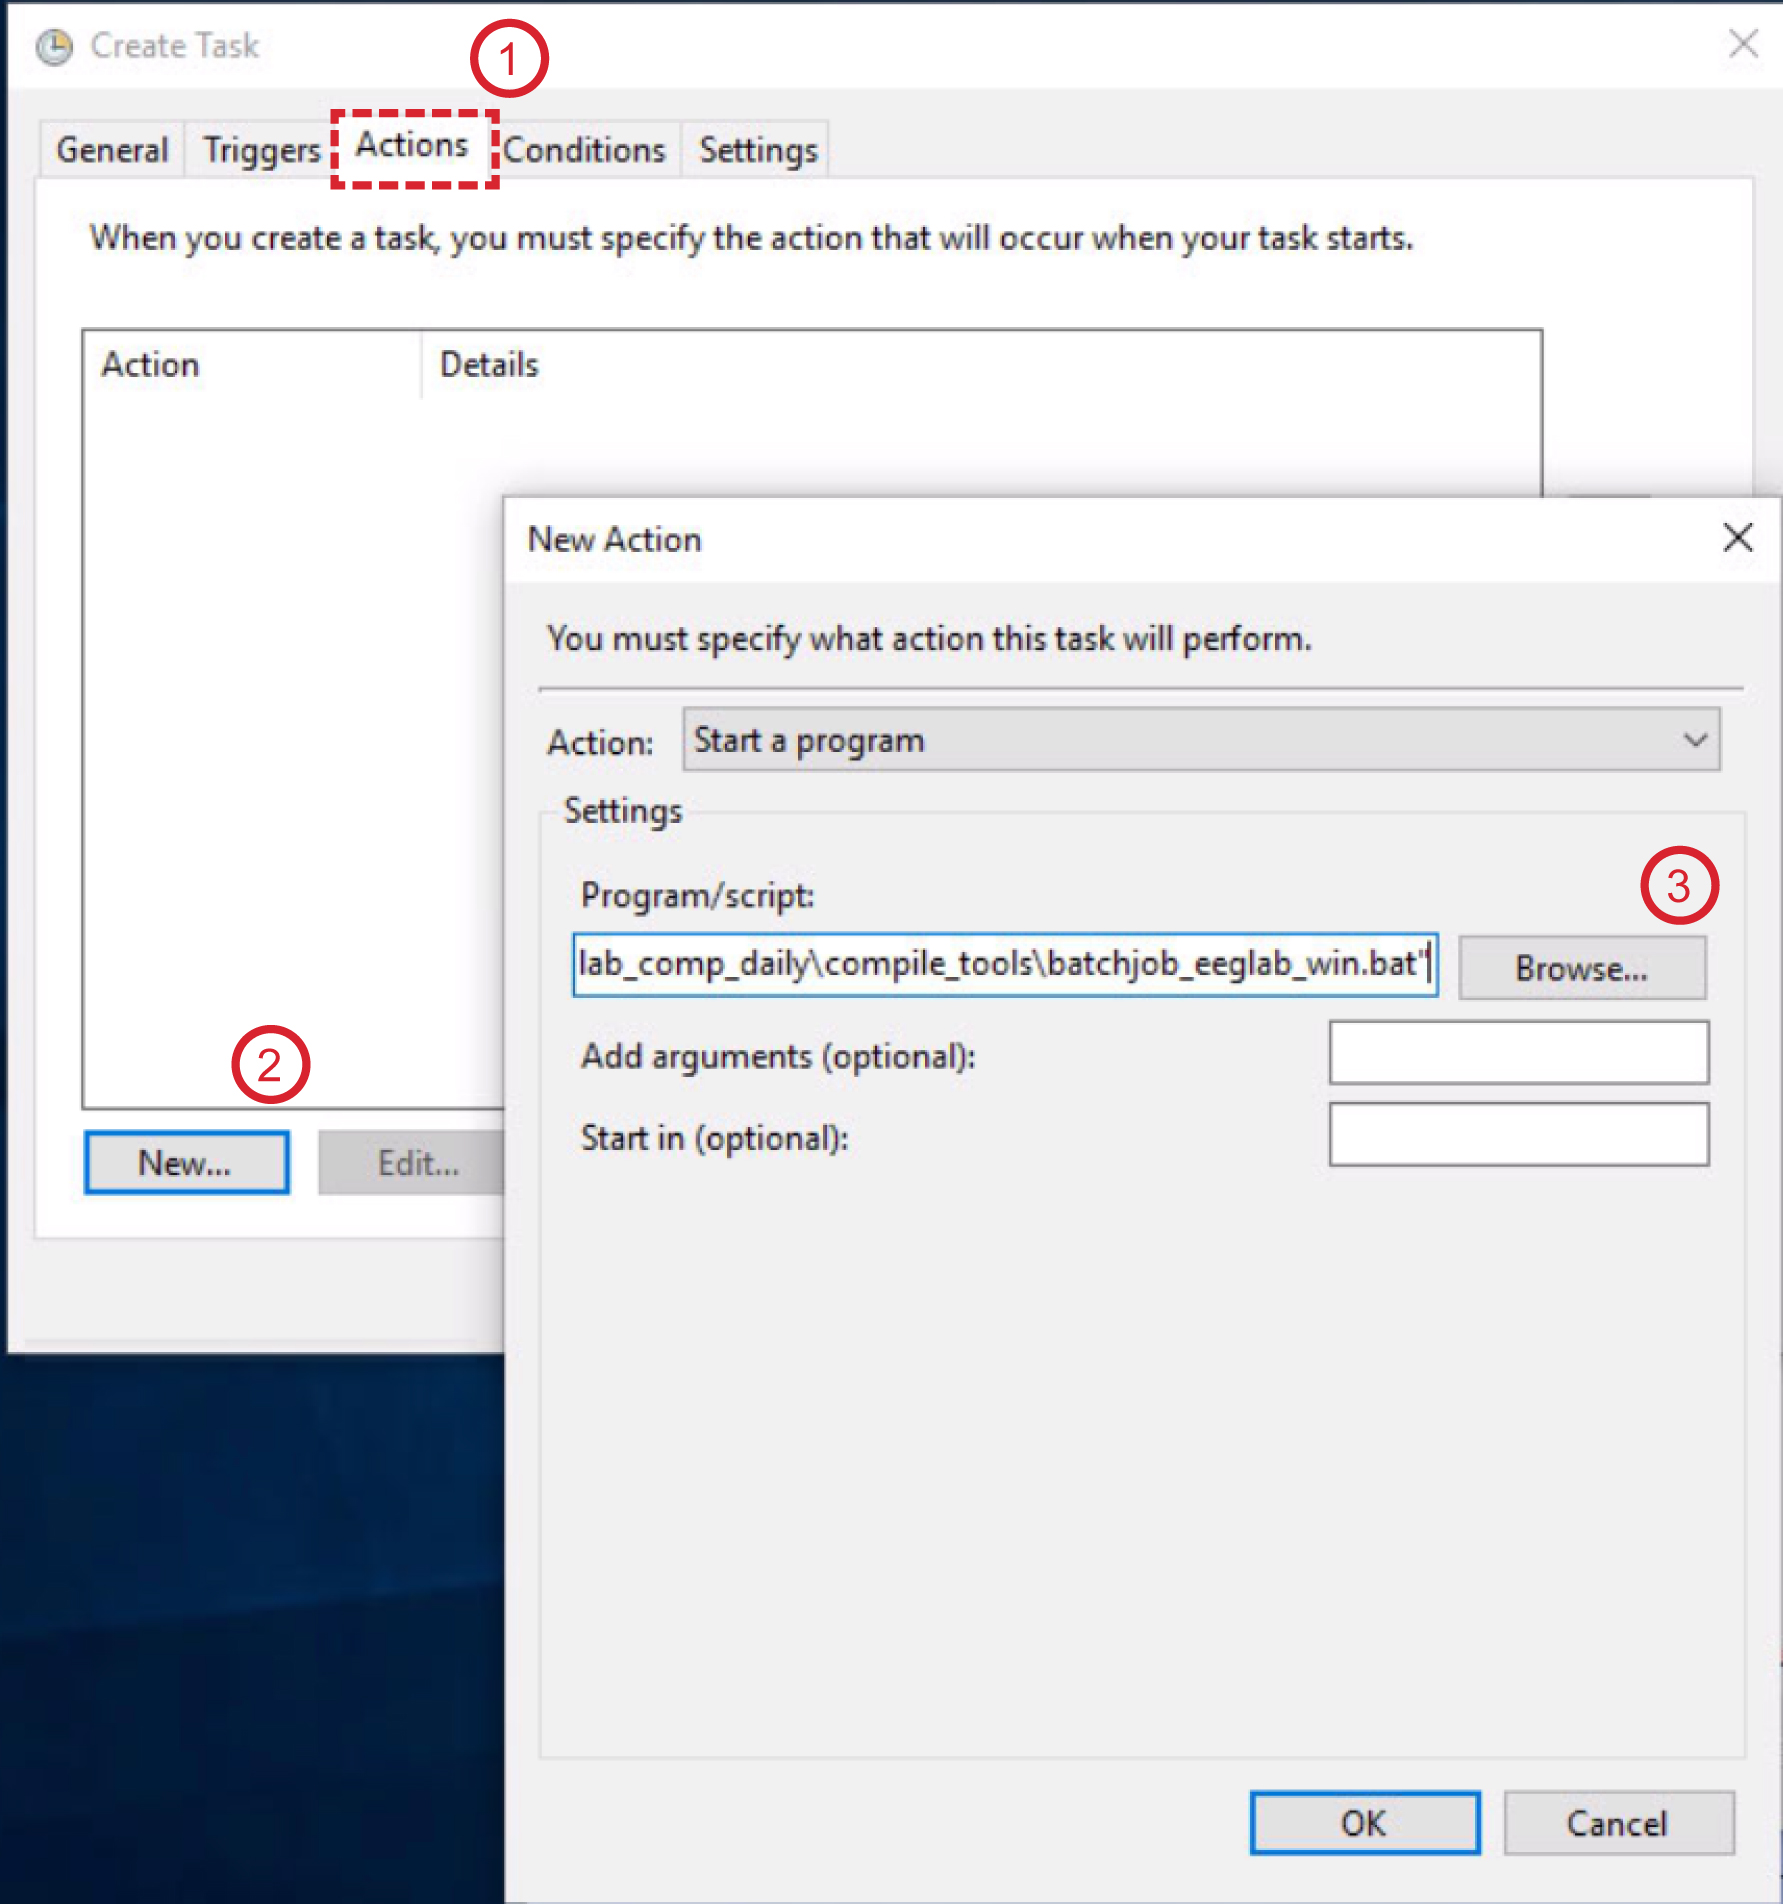 Create Task
1
General Triggers Actions Conditions Settings
When you create a task, you must specify the action that will occur when your task starts.
Action Details
2
New... Edit...
New Action
You must specify what action this task will perform.
Action: Start a program
Settings
3
Program/script:
lab_comp_daily\compile_tools\batchjob_eeglab_win.bat" Browse...
Add arguments (optional):
Start in (optional):
OK Cancel